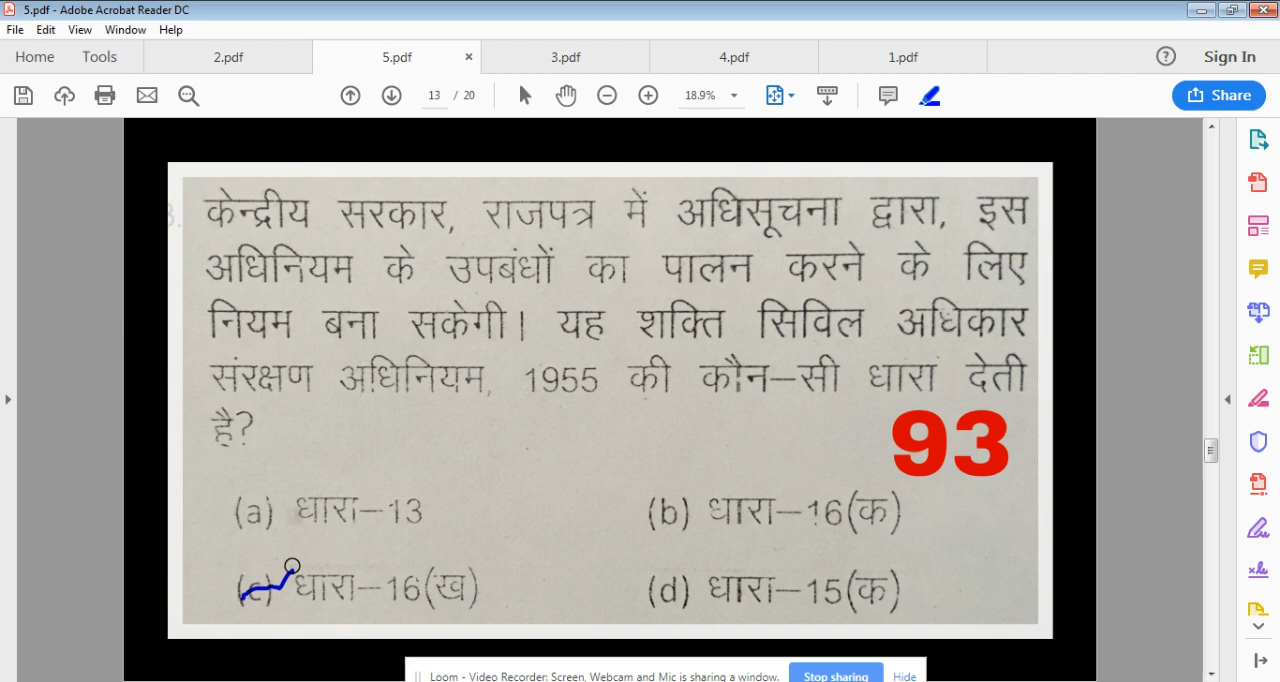 5.pdf - Adobe Acrobat Reader DC
File Edit View Window Help
Home Tools 2.pdf 5.pdf × 3.pdf 4.pdf 1.pdf ? Sign In
13 / 20 18.9% Share
केन्द्रीय सरकार, राजपत्र में अधिसूचना द्वारा, इस
अधिनियम के उपबंधों का पालन करने के लिए
नियम बना सकेगी। यह शक्ति सिविल अधिकार
संरक्षण अधिनियम, 1955 की कौन–सी धारा देती
है?
93
(a) धारा–13 (b) धारा–16(क)
(c) धारा–16(ख) (d) धारा–15(क)
Loom - Video Recorder: Screen, Webcam and Mic is sharing a window. Stop sharing Hide